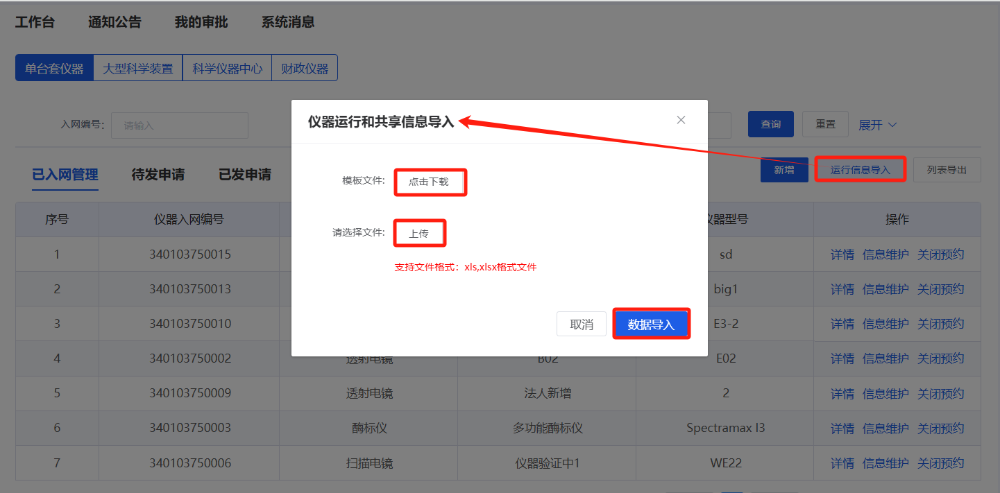 工作台 通知公告 我的审批 系统消息
单台套仪器 大型科学装置 科学仪器中心 财政仪器
入网编号: 请输入 查询 重置 展开
仪器运行和共享信息导入
已入网管理 待发申请 已发申请 新增 运行信息导入 列表导出
模板文件: 点击下载
请选择文件: 上传
支持文件格式：xls,xlsx格式文件
取消 数据导入
序号 仪器入网编号 仪器型号 操作
1 340103750015 sd 详情 信息维护 关闭预约
2 340103750013 big1 详情 信息维护 关闭预约
3 340103750010 E3-2 详情 信息维护 关闭预约
4 340103750002 透射电镜 B02 E02 详情 信息维护 关闭预约
5 340103750009 透射电镜 法人新增 2 详情 信息维护 关闭预约
6 340103750003 酶标仪 多功能酶标仪 Spectramax I3 详情 信息维护 关闭预约
7 340103750006 扫描电镜 仪器验证中1 WE22 详情 信息维护 关闭预约